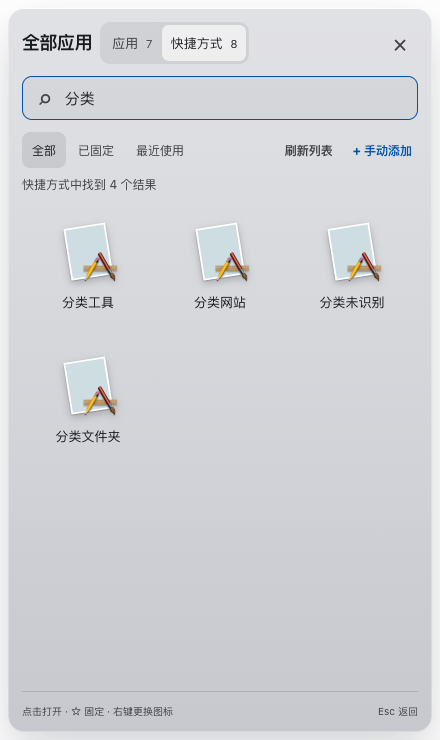 全部应用 应用 7 快捷方式 8 ×
分类
全部 已固定 最近使用 刷新列表 + 手动添加
快捷方式中找到 4 个结果
分类工具 分类网站 分类未识别
分类文件夹
点击打开 · ☆ 固定 · 右键更换图标 Esc 返回